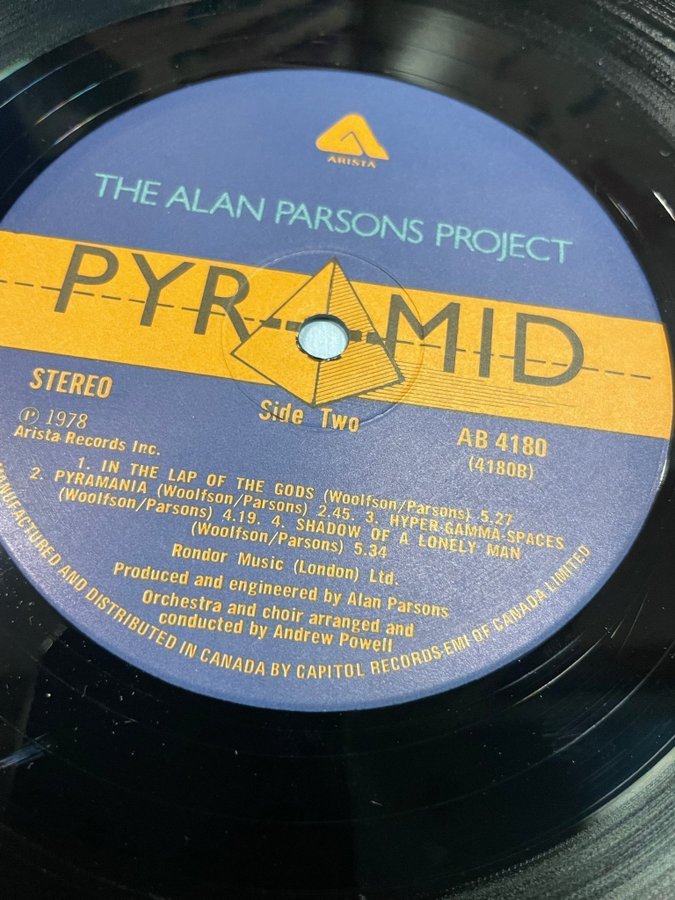 ARISTA
THE ALAN PARSONS PROJECT
PYRAMID
STEREO
Side Two
Ⓟ 1978
Arista Records Inc.
AB 4180
(4180B)
1. IN THE LAP OF THE GODS (Woolfson/Parsons) 5.27
2. PYRAMANIA (Woolfson/Parsons) 2.45. 3. HYPER-GAMMA-SPACES
(Woolfson/Parsons) 4.19. 4. SHADOW OF A LONELY MAN
(Woolfson/Parsons) 5.34
Rondor Music (London) Ltd.
Produced and engineered by Alan Parsons
Orchestra and choir arranged and
conducted by Andrew Powell
MANUFACTURED AND DISTRIBUTED IN CANADA BY CAPITOL RECORDS-EMI OF CANADA LIMITED